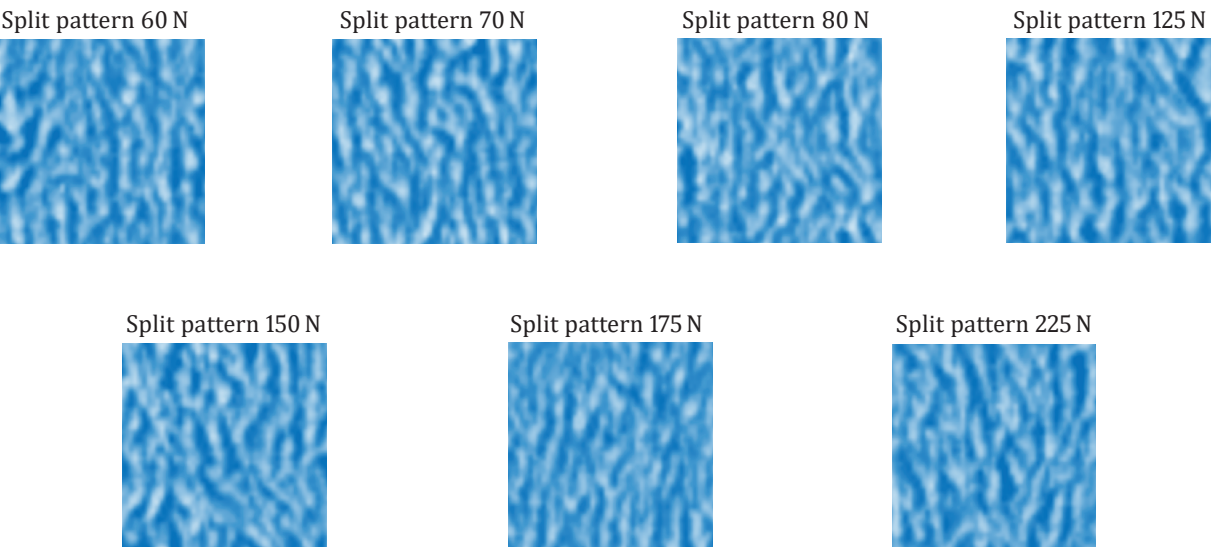 Split pattern 60 N
Split pattern 70 N
Split pattern 80 N
Split pattern 125 N
Split pattern 150 N
Split pattern 175 N
Split pattern 225 N